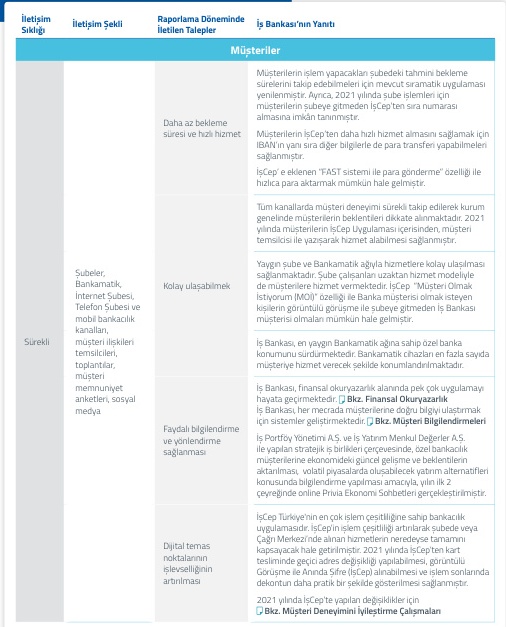 İletişim Sıklığı
İletişim Şekli
Raporlama Döneminde İletilen Talepler
İş Bankası'nın Yanıtı
Müşteriler
Sürekli
Şubeler,
Bankamatik,
İnternet Şubesi,
Telefon Şubesi ve
mobil bankacılık
kanalları,
müşteri ilişkileri
temsilcileri,
toplantılar,
müşteri
memnuniyet
anketleri, sosyal
medya
Daha az bekleme
süresi ve hızlı hizmet
Müşterilerin işlem yapacakları şubedeki tahmini bekleme
sürelerini takip edebilmeleri için mevcut sıramatik uygulaması
yenilenmiştir. Ayrıca, 2021 yılında şube işlemleri için
müşterilerin şubeye gitmeden İşCep'ten sıra numarası
almasına imkân tanınmıştır.
Müşterilerin İşCep'ten daha hızlı hizmet almasını sağlamak için
IBAN'ın yanı sıra diğer bilgilerle de para transferi yapabilmeleri
sağlanmıştır.
İşCep' e eklenen "FAST sistemi ile para gönderme" özelliği ile
hızlıca para aktarmak mümkün hale gelmiştir.
Kolay ulaşabilmek
Tüm kanallarda müşteri deneyimi sürekli takip edilerek kurum
genelinde müşterilerin beklentileri dikkate alınmaktadır. 2021
yılında müşterilerin İşCep Uygulaması içerisinden, müşteri
temsilcisi ile yazışarak hizmet alabilmesi sağlanmıştır.
Yaygın şube ve Bankamatik ağıyla hizmetlere kolay ulaşılması
sağlanmaktadır. Şube çalışanları uzaktan hizmet modeliyle
de müşterilere hizmet vermektedir. İşCep "Müşteri Olmak
İstiyorum (MOI)" özelliği ile Banka müşterisi olmak isteyen
kişilerin görüntülü görüşme ile şubeye gitmeden İş Bankası
müşterisi olmaları mümkün hale gelmiştir.
İş Bankası, en yaygın Bankamatik ağına sahip özel banka
konumunu sürdürmektedir. Bankamatik cihazları en fazla sayıda
müşteriye hizmet verecek şekilde konumlandırılmaktadır.
Faydalı bilgilendirme
ve yönlendirme
sağlanması
İş Bankası, finansal okuryazarlık alanında pek çok uygulamayı
hayata geçirmektedir. Bkz. Finansal Okuryazarlık
İş Bankası, her mecrada müşterilerine doğru bilgiyi ulaştırmak
için sistemler geliştirmektedir. Bkz. Müşteri Bilgilendirmeleri
İş Portföy Yönetimi A.Ş. ve İş Yatırım Menkul Değerler A.S.
ile yapılan stratejik iş birlikleri çerçevesinde, özel bankacılık
müşterilerine ekonomideki güncel gelişme ve beklentilerin
aktarılması, volatil piyasalarda oluşabilecek yatırım alternatifleri
konusunda bilgilendirme yapılması amacıyla, yılın ilk 2
çeyreğinde online Privia Ekonomi Sohbetleri gerçekleştirilmiştir.
Dijital temas
noktalarının
işlevselliğinin
artırılması
İşCep Türkiye'nin en çok işlem çeşitliliğine sahip bankacılık
uygulamasıdır. İşCep'in işlem çeşitliliği artırılarak şubede veya
Çağrı Merkezi'nde alınan hizmetlerin neredeyse tamamını
kapsayacak hale getirilmiştir. 2021 yılında İşCep'ten kart
tesliminde geçici adres değişikliği yapılabilmesi, görüntülü
Görüşme ile Anında Şifre (İşCep) alınabilmesi ve işlem sonlarında
dekontun daha pratik bir şekilde gösterilmesi sağlanmıştır.
2021 yılında İşCep'te yapılan değişiklikler için
Bkz. Müşteri Deneyimini İyileştirme Çalışmaları